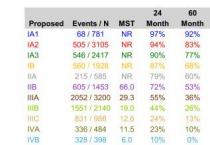 24 60
Proposed Events / N MST Month Month
IA1 68 / 781 NR 97% 92%
IA2 505 / 3105 NR 94% 83%
IA3 546 / 2417 NR 90% 77%
IB 560 / 1928 NR 87% 68%
IIA 215 / 585 NR 79% 60%
IIB 605 / 1453 66.0 72% 53%
IIIA 2052 / 3200 29.3 55% 36%
IIIB 1551 / 2140 19.0 44% 26%
IIIC 831 / 986 12.6 24% 13%
IVA 336 / 484 11.5 23% 10%
IVB 328 / 398 6.0 10% 0%